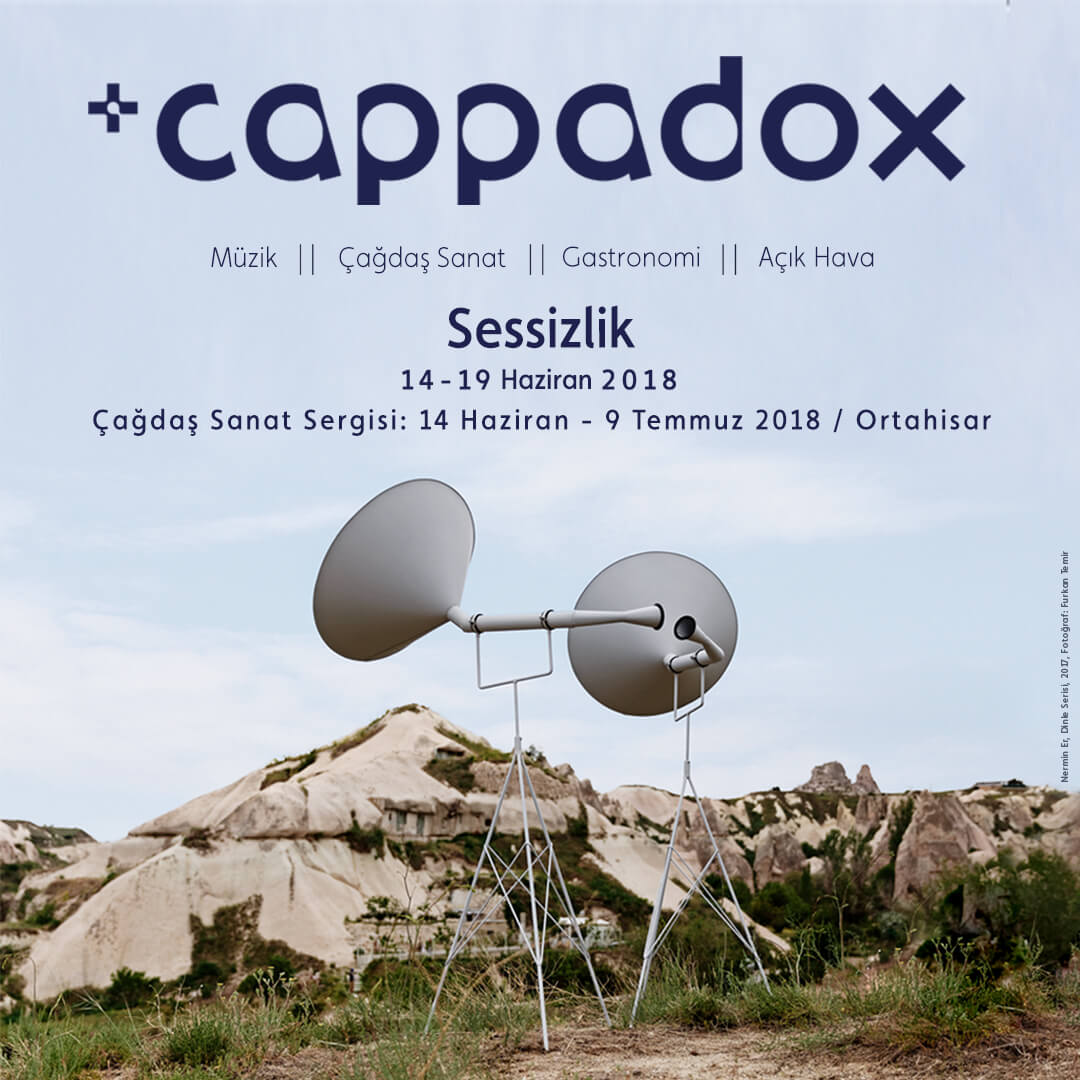 +cappadox
Müzik || Çağdaş Sanat || Gastronomi || Açık Hava
Sessizlik
14-19 Haziran 2018
Çağdaş Sanat Sergisi: 14 Haziran - 9 Temmuz 2018 / Ortahisar
Nermin Er, Dinle Serisi, 2017, Fotoğraf: Furkan Temir